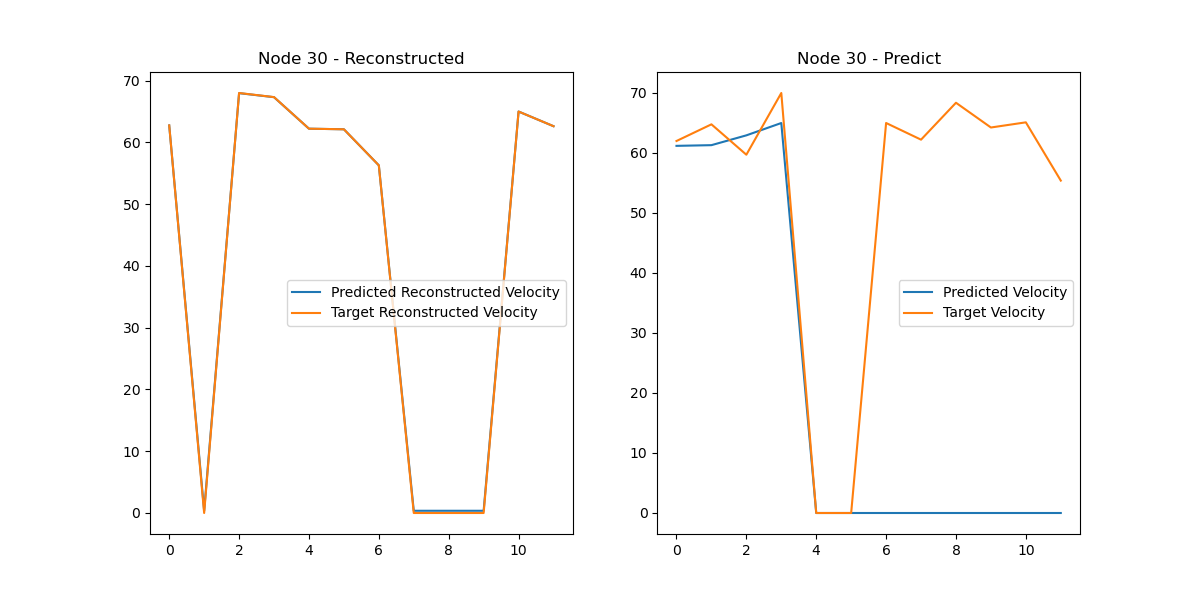 Node 30 - Reconstructed
70
60
50
40
30
20
10
0
0 2 4 6 8 10
Predicted Reconstructed Velocity
Target Reconstructed Velocity
Node 30 - Predict
70
60
50
40
30
20
10
0
0 2 4 6 8 10
Predicted Velocity
Target Velocity